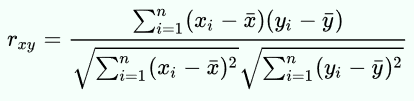 r_{xy} = \frac{\sum_{i=1}^{n}(x_i - \bar{x})(y_i - \bar{y})}{\sqrt{\sum_{i=1}^{n}(x_i - \bar{x})^2}\sqrt{\sum_{i=1}^{n}(y_i - \bar{y})^2}}